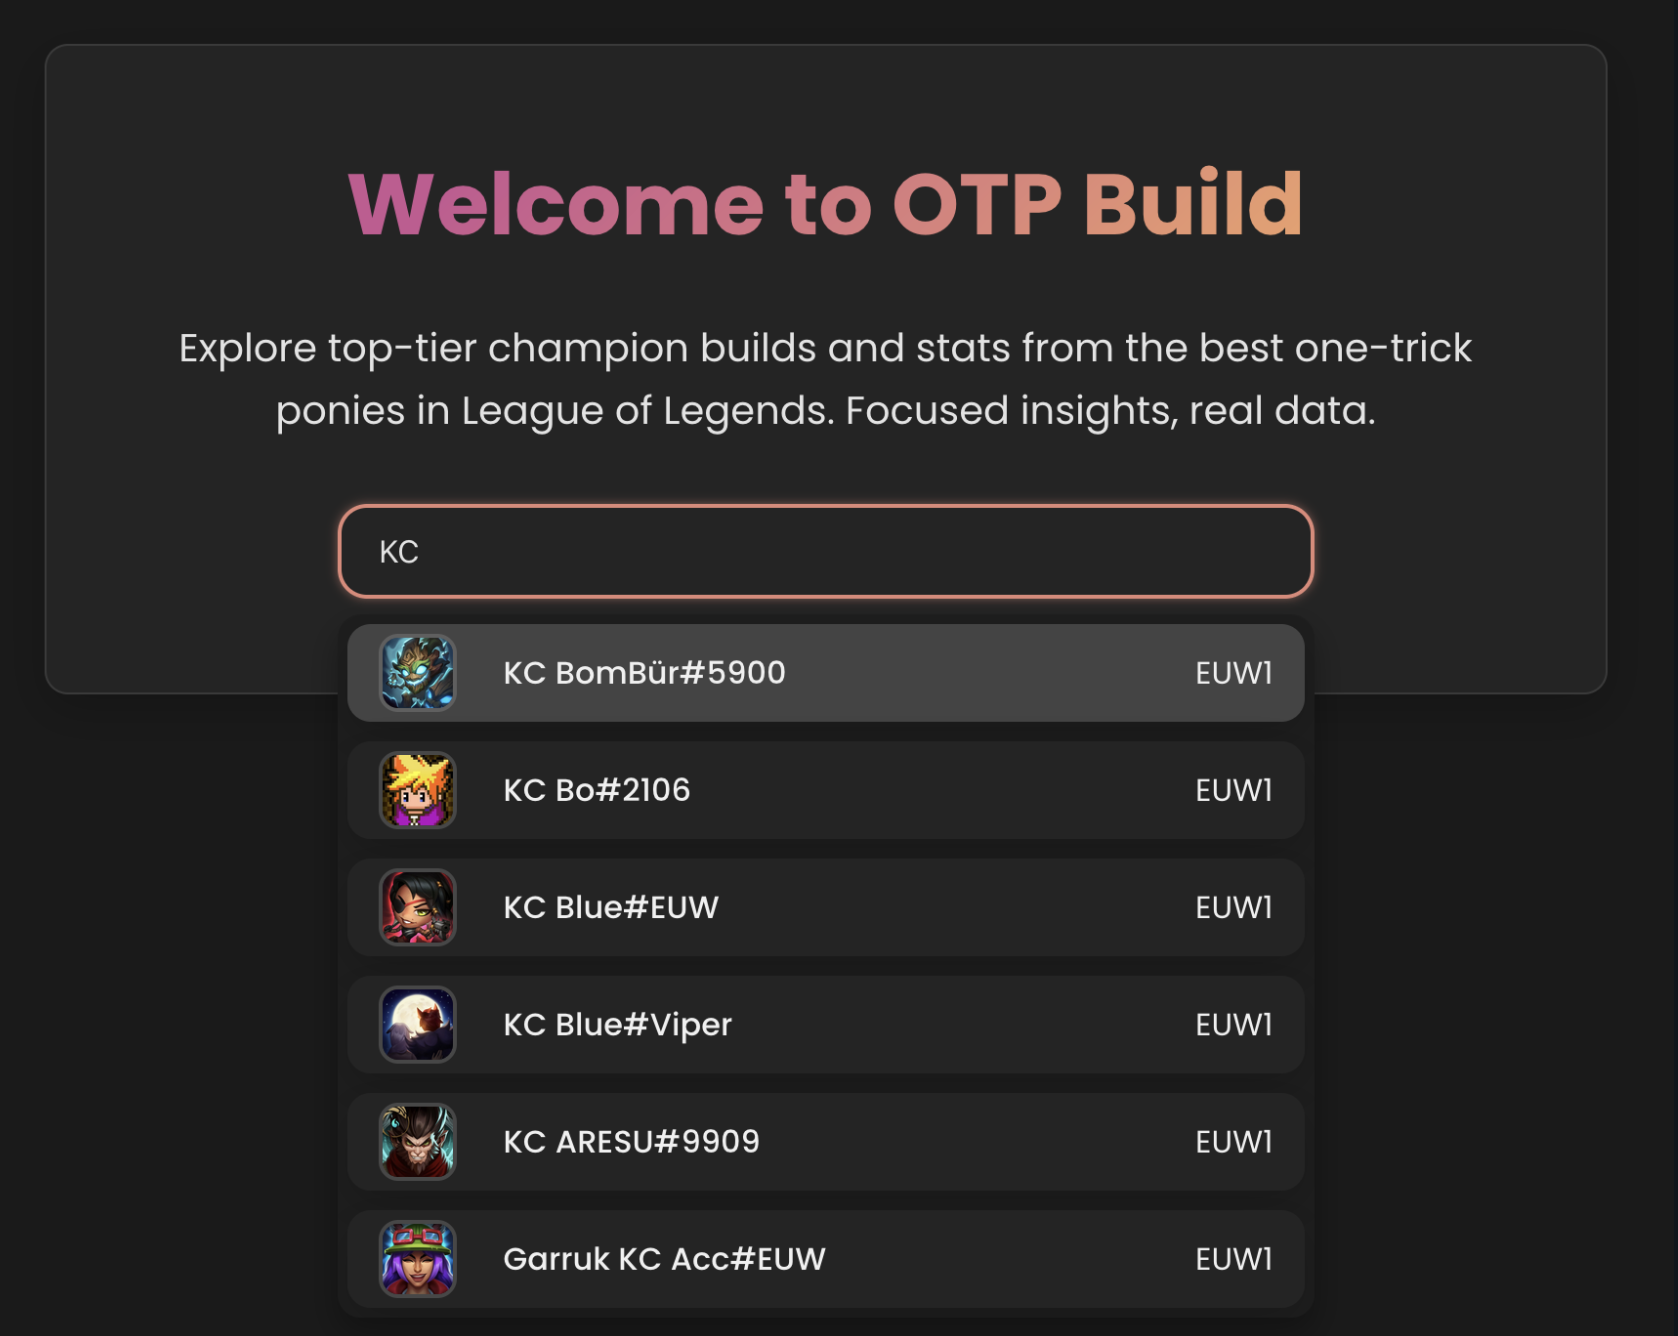 Welcome to OTP Build
Explore top-tier champion builds and stats from the best one-trick
ponies in League of Legends. Focused insights, real data.
KC
KC BomBür#5900 EUW1
KC Bo#2106 EUW1
KC Blue#EUW EUW1
KC Blue#Viper EUW1
KC ARESU#9909 EUW1
Garruk KC Acc#EUW EUW1